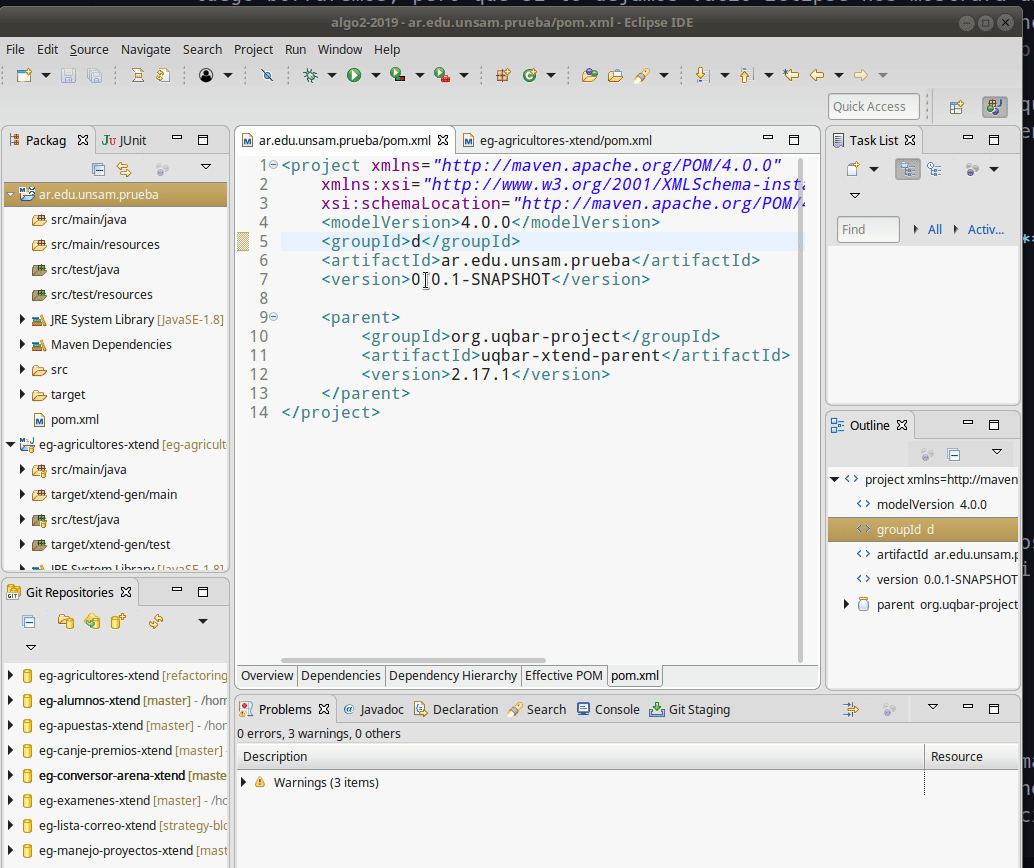 algo2-2019 - ar.edu.unsam.prueba/pom.xml - Eclipse IDE
File Edit Source Navigate Search Project Run Window Help
Quick Access
Packag JUnit
ar.edu.unsam.prueba
src/main/java
src/main/resources
src/test/java
src/test/resources
JRE System Library [JavaSE-1.8]
Maven Dependencies
src
target
pom.xml
eg-agricultores-xtend [eg-agricult
src/main/java
target/xtend-gen/main
src/test/java
target/xtend-gen/test
JRE System Library [JavaSE-1.8]
Git Repositories
eg-agricultores-xtend [refactoring
eg-alumnos-xtend [master] - /hom
eg-apuestas-xtend [master] - /hor
eg-canje-premios-xtend [master]
eg-conversor-arena-xtend [maste
eg-examenes-xtend [master] - /hc
eg-lista-correo-xtend [strategy-blo
eg-manejo-proyectos-xtend [mast
ar.edu.unsam.prueba/pom.xml eg-agricultores-xtend/pom.xml
1 <project xmlns="http://maven.apache.org/POM/4.0.0"
2 xmlns:xsi="http://www.w3.org/2001/XMLSchema-insta
3 xsi:schemaLocation="http://maven.apache.org/POM/4
4 <modelVersion>4.0.0</modelVersion>
5 <groupId>d</groupId>
6 <artifactId>ar.edu.unsam.prueba</artifactId>
7 <version>0.0.1-SNAPSHOT</version>
8
9 <parent>
10 <groupId>org.uqbar-project</groupId>
11 <artifactId>uqbar-xtend-parent</artifactId>
12 <version>2.17.1</version>
13 </parent>
14 </project>
Overview Dependencies Dependency Hierarchy Effective POM pom.xml
Problems Javadoc Declaration Search Console Git Staging
0 errors, 3 warnings, 0 others
Description Resource
Warnings (3 items)
Task List
Find All Activ...
Outline
project xmlns=http://maven
modelVersion 4.0.0
groupId d
artifactId ar.edu.unsam.p
version 0.0.1-SNAPSHOT
parent org.uqbar-project